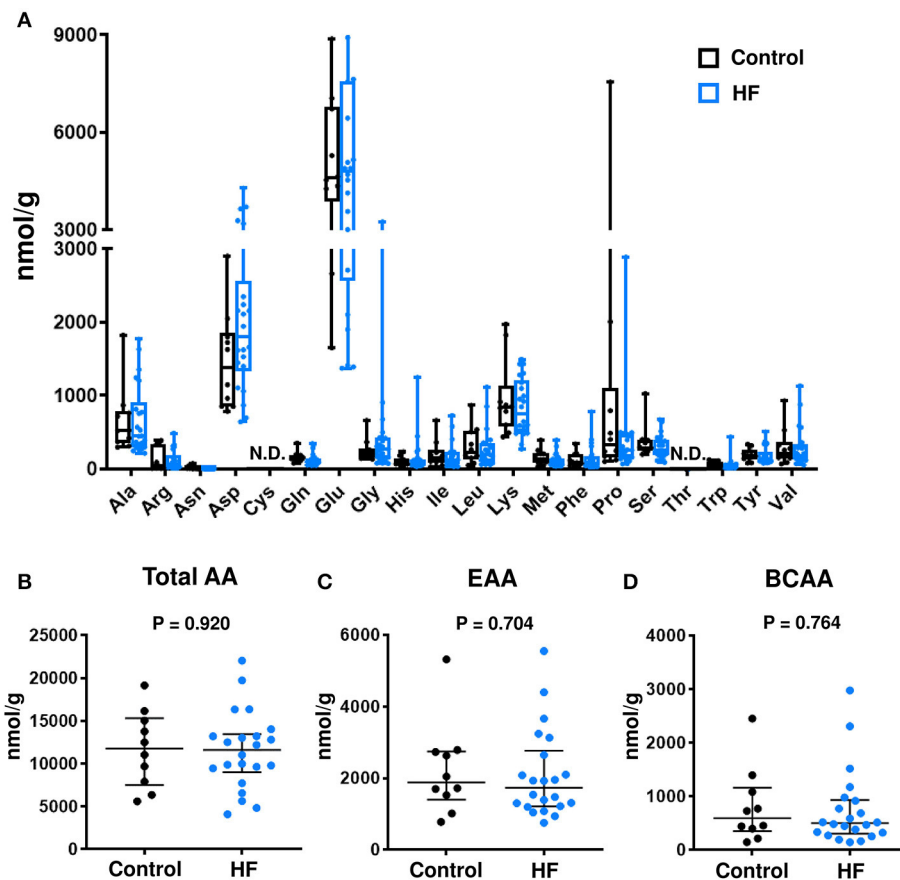 A
9000
6000
3000
3000
2000
1000
0
nmol/g
Control
HF
N.D.
N.D.
Ala Arg Asn Asp Cys Gln Glu Gly His Ile Leu Lys Met Phe Pro Ser Thr Trp Tyr Val
B
Total AA
P = 0.920
25000
20000
15000
10000
5000
0
nmol/g
Control HF
C
EAA
P = 0.704
6000
4000
2000
0
nmol/g
Control HF
D
BCAA
P = 0.764
4000
3000
2000
1000
0
nmol/g
Control HF